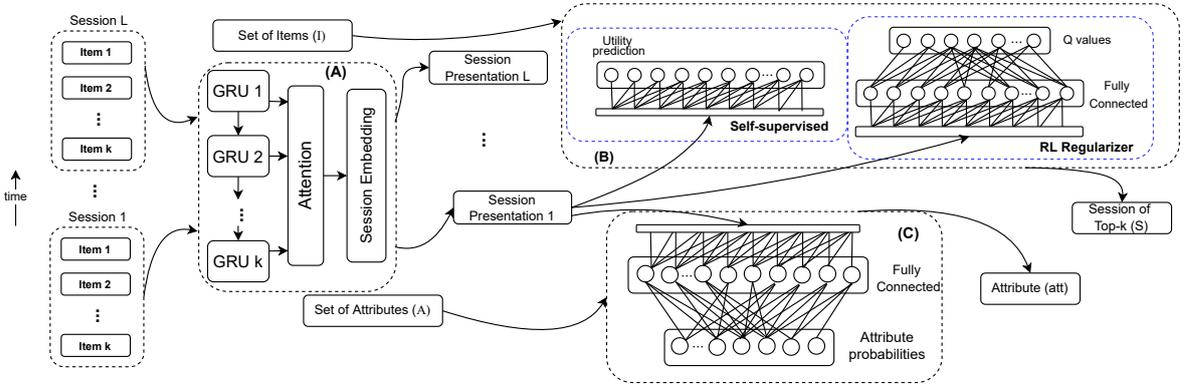 Session L
Item 1
Item 2
Item k
time
Session 1
Item 1
Item 2
Item k
Set of Items (I)
(A)
GRU 1
GRU 2
GRU k
Attention
Session Embedding
Set of Attributes (A)
Session
Presentation L
Session
Presentation 1
Utility
prediction
Self-supervised
(B)
Q values
Fully
Connected
RL Regularizer
Session of
Top-k (S)
(C)
Fully
Connected
Attribute
probabilities
Attribute (att)